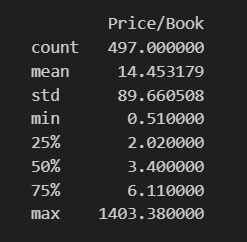 Price/Book
count 497.000000
mean 14.453179
std 89.660508
min 0.510000
25% 2.020000
50% 3.400000
75% 6.110000
max 1403.380000